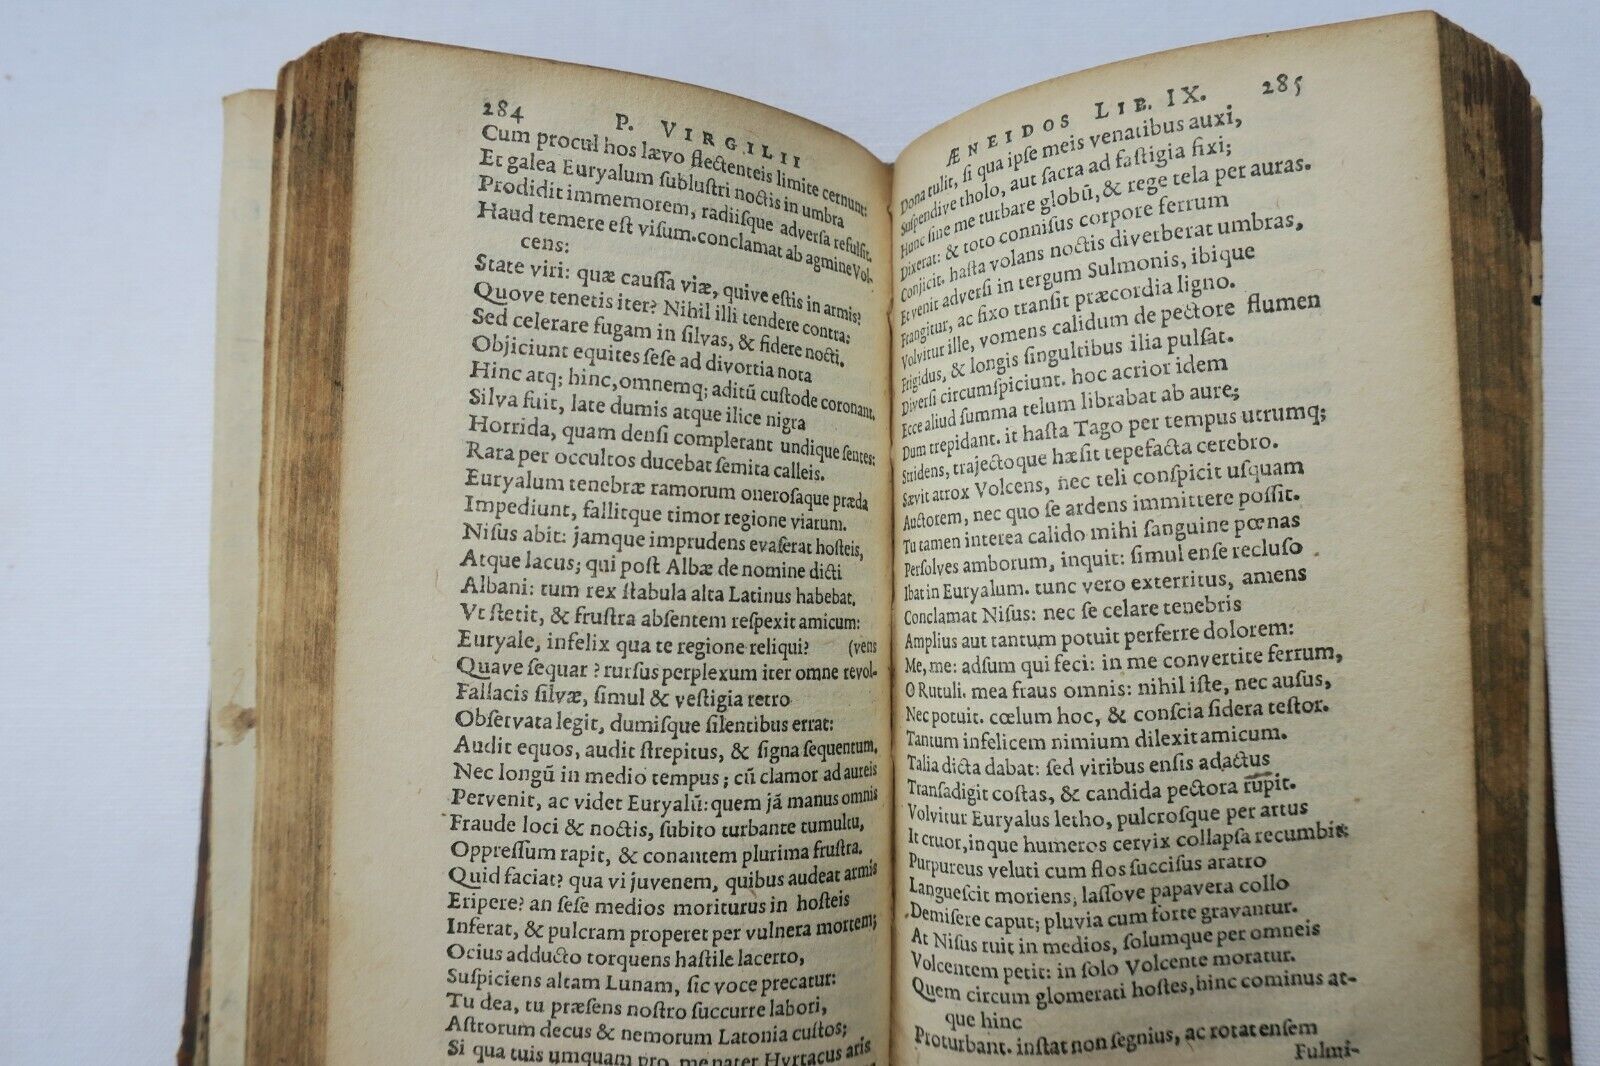 284
P. VIRGILII
Cum procul hos lævo flectenteis limite cernunt:
Et galea Euryalum ſubluſtri noctis in umbra
Prodidit immemorem, radiiſque adverſa refulſit.
Haud temere eſt viſum. conclamat ab agmine Vol-
cens:
State viri: quæ cauſſa viæ, quive eſtis in armis?
Quove tenetis iter? Nihil illi tendere contra:
Sed celerare fugam in ſilvas, & fidere nocti.
Objiciunt equites ſeſe ad divortia nota
Hinc atq; hinc, omnemq; aditū cuſtode coronant.
Silva fuit, late dumis atque ilice nigra
Horrida, quam denſi complerant undique ſentes:
Rara per occultos ducebat ſemita calleis.
Euryalum tenebræ ramorum oneroſaque præda
Impediunt, fallitque timor regione viarum.
Niſus abit: jamque imprudens evaſerat hoſteis,
Atque lacus; qui poſt Albæ de nomine dicti
Albani: tum rex ſtabula alta Latinus habebat.
Vt ſtetit, & fruſtra abſentem reſpexit amicum:
Euryale, infelix qua te regione reliqui? (vens
Quave ſequar ? rurſus perplexum iter omne revol-
Fallacis ſilvæ, ſimul & veſtigia retro
Obſervata legit, dumiſque ſilentibus errat:
Audit equos, audit ſtrepitus, & ſigna ſequentum.
Nec longū in medio tempus; cū clamor ad aureis
Pervenit, ac videt Euryalū: quem jā manus omnis
Fraude loci & noctis, ſubito turbante tumultu,
Oppreſſum rapit, & conantem plurima fruſtra.
Quid faciat? qua vi juvenem, quibus audeat armis
Eripere? an ſeſe medios moriturus in hoſteis
Inferat, & pulcram properet per vulnera mortem;
Ocius adducto torquens haſtile lacerto,
Suſpiciens altam Lunam, ſic voce precatur:
Tu dea, tu præſens noſtro ſuccurre labori,
Aſtrorum decus & nemorum Latonia cuſtos;
Si qua tuis umquam pro me pater Hyrtacus aris
ÆNEIDOS LIB. IX. 285
Dona tulit, ſi qua ipſe meis venatibus auxi,
Suſpendive tholo, aut ſacra ad faſtigia fixi;
Hunc ſine me turbare globū, & rege tela per auras.
Dixerat: & toto conniſus corpore ferrum
Conjicit. haſta volans noctis diverberat umbras,
Et venit adverſi in tergum Sulmonis, ibique
Frangitur, ac fixo tranſit præcordia ligno.
Volvitur ille, vomens calidum de pectore flumen
Frigidus, & longis ſingultibus ilia pulſat.
Diverſi circumſpiciunt. hoc acrior idem
Ecce aliud ſumma telum librabat ab aure;
Dum trepidant. it haſta Tago per tempus utrumq;
Stridens, trajectoque hæſit tepefacta cerebro.
Sævit atrox Volcens, nec teli conſpicit uſquam
Auctorem, nec quo ſe ardens immittere poſſit.
Tu tamen interea calido mihi ſanguine pœnas
Perſolves amborum, inquit: ſimul enſe recluſo
Ibat in Euryalum. tunc vero exterritus, amens
Conclamat Niſus: nec ſe celare tenebris
Amplius aut tantum potuit perferre dolorem:
Me, me: adſum qui feci: in me convertite ferrum,
O Rutuli. mea fraus omnis: nihil iſte, nec auſus,
Nec potuit. cœlum hoc, & conſcia ſidera teſtor.
Tantum infelicem nimium dilexit amicum.
Talia dicta dabat: ſed viribus enſis adactus
Tranſadigit coſtas, & candida pectora rupit.
Volvitur Euryalus letho, pulcroſque per artus
It cruor, inque humeros cervix collapſa recumbit:
Purpureus veluti cum flos ſucciſus aratro
Langueſcit moriens; laſſove papavera collo
Demiſere caput; pluvia cum forte gravantur.
At Niſus ruit in medios, ſolumque per omneis
Volcentem petit: in ſolo Volcente moratur.
Quem circum glomerati hoſtes, hinc cominus at-
que hinc
Proturbant. inſtat non ſegnius, ac rotat enſem
Fulmi-